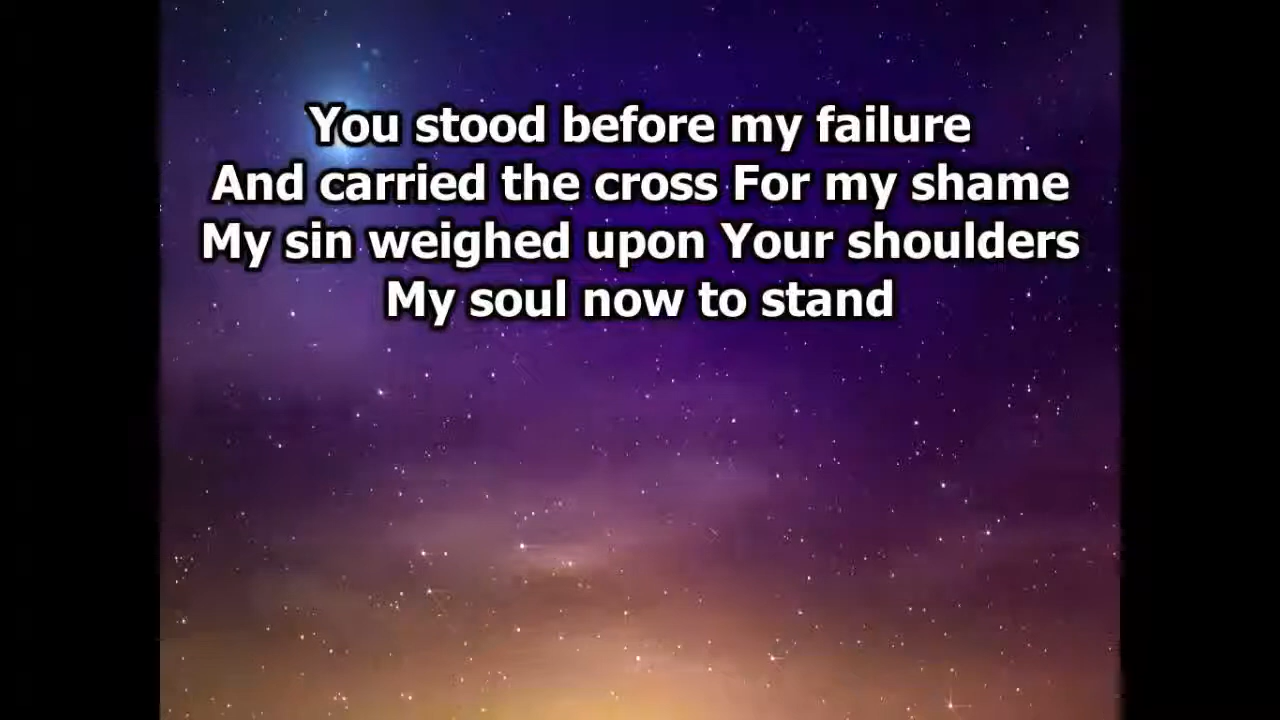 You stood before my failure
And carried the cross For my shame
My sin weighed upon Your shoulders
My soul now to stand